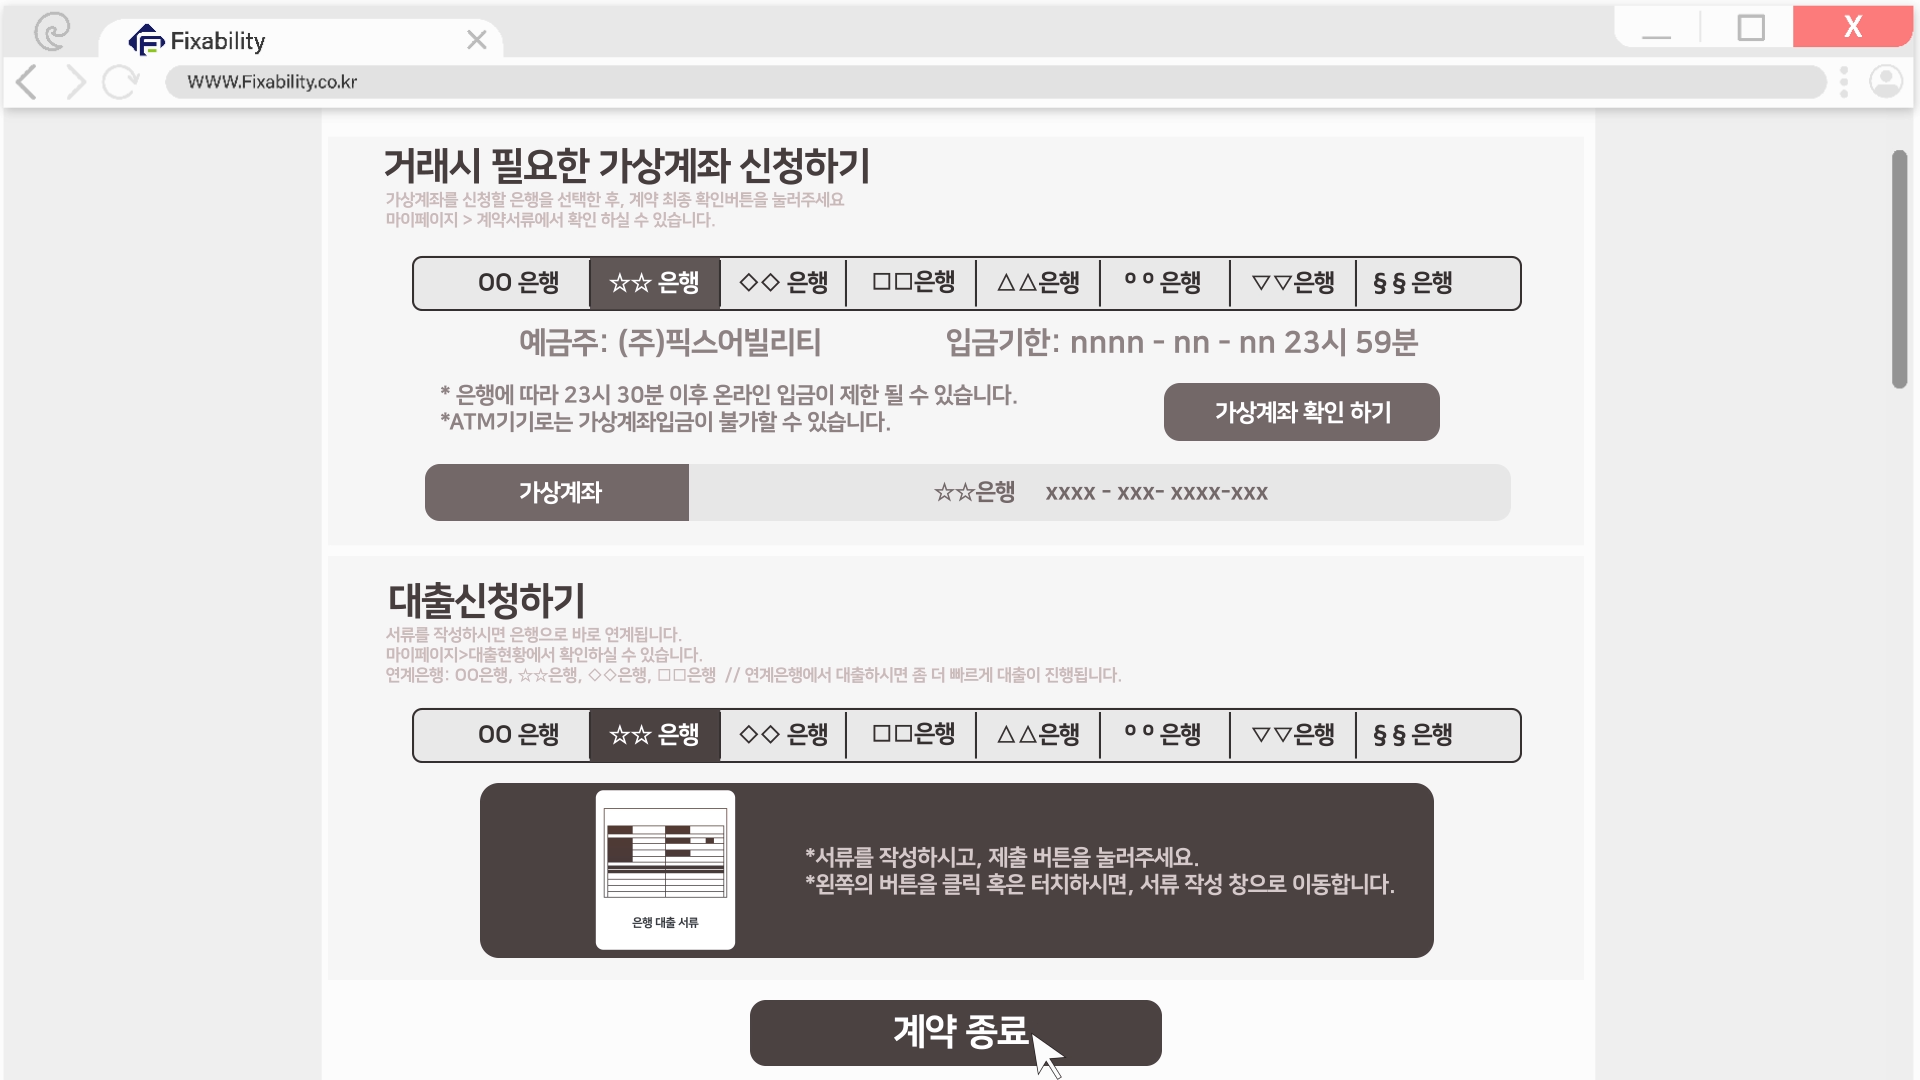 Fixability
X
WWW.Fixability.co.kr
거래시 필요한 가상계좌 신청하기
가상계좌를 신청할 은행을 선택한 후, 계약 최종 확인버튼을 눌러주세요
마이페이지 > 계약서류에서 확인 하실 수 있습니다.
OO 은행 ☆☆ 은행 ◇◇ 은행 □□은행 △△은행 ºº 은행 ▽▽은행 §§ 은행
예금주: (주)픽스어빌리티 입금기한: nnnn - nn - nn 23시 59분
* 은행에 따라 23시 30분 이후 온라인 입금이 제한 될 수 있습니다.
*ATM기기로는 가상계좌입금이 불가할 수 있습니다.
가상계좌 확인 하기
가상계좌 ☆☆은행 xxxx - xxx- xxxx-xxx
대출신청하기
서류를 작성하시면 은행으로 바로 연계됩니다.
마이페이지>대출현황에서 확인하실 수 있습니다.
연계은행: OO은행, ☆☆은행, ◇◇은행, □□은행 // 연계은행에서 대출하시면 좀 더 빠르게 대출이 진행됩니다.
OO 은행 ☆☆ 은행 ◇◇ 은행 □□은행 △△은행 ºº 은행 ▽▽은행 §§ 은행
*서류를 작성하시고, 제출 버튼을 눌러주세요.
*왼쪽의 버튼을 클릭 혹은 터치하시면, 서류 작성 창으로 이동합니다.
은행 대출 서류
계약 종료